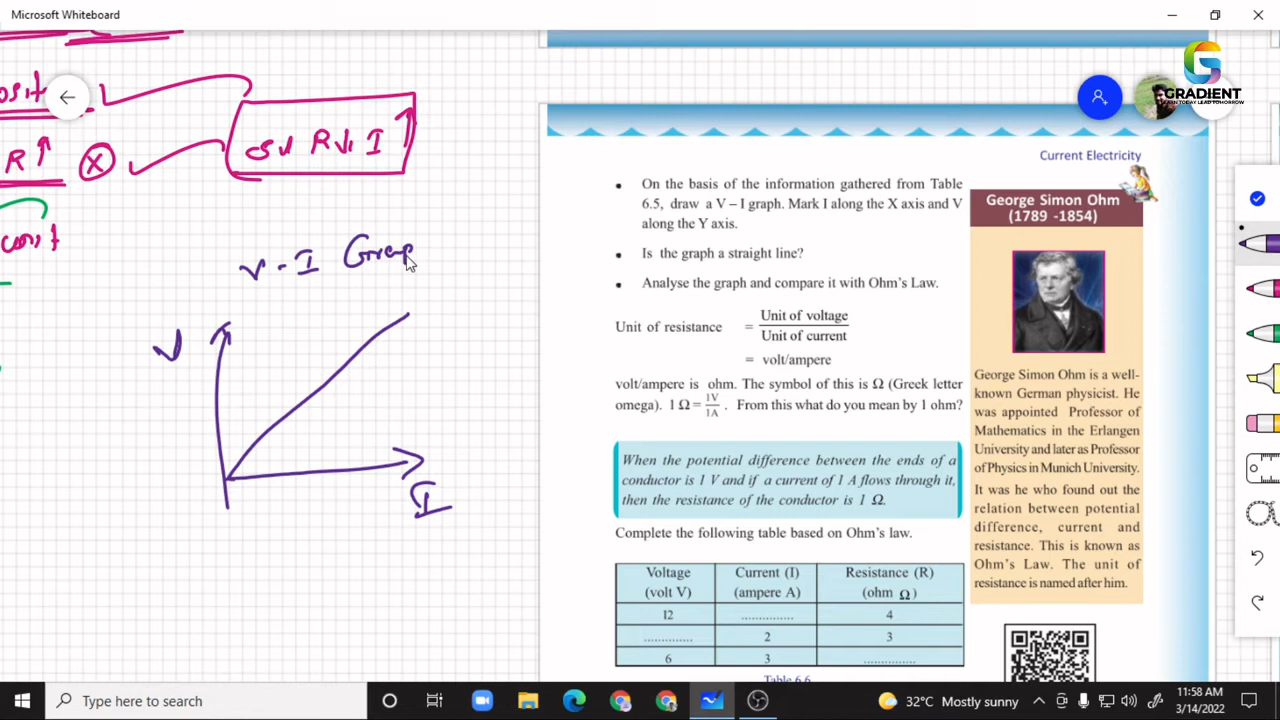 Microsoft Whiteboard
GRADIENT
LEARN TODAY LEAD TOMORROW
R ↑
R I ↑
const
V - I Grap
V
I
Current Electricity
• On the basis of the information gathered from Table
6.5, draw a V – I graph. Mark I along the X axis and V
along the Y axis.
• Is the graph a straight line?
• Analyse the graph and compare it with Ohm's Law.
Unit of resistance = Unit of voltage
Unit of current
= volt/ampere
volt/ampere is ohm. The symbol of this is Ω (Greek letter
omega). 1 Ω = 1V/1A . From this what do you mean by 1 ohm?
When the potential difference between the ends of a
conductor is 1 V and if a current of 1 A flows through it,
then the resistance of the conductor is 1 Ω.
Complete the following table based on Ohm's law.
Voltage Current (I) Resistance (R)
(volt V) (ampere A) (ohm Ω)
12 .............. 4
.............. 2 3
6 3 ..............
Table 6.6
George Simon Ohm
(1789 -1854)
George Simon Ohm is a well-
known German physicist. He
was appointed Professor of
Mathematics in the Erlangen
University and later as Professor
of Physics in Munich University.
It was he who found out the
relation between potential
difference, current and
resistance. This is known as
Ohm's Law. The unit of
resistance is named after him.
Type here to search
32°C Mostly sunny
11:58 AM
3/14/2022